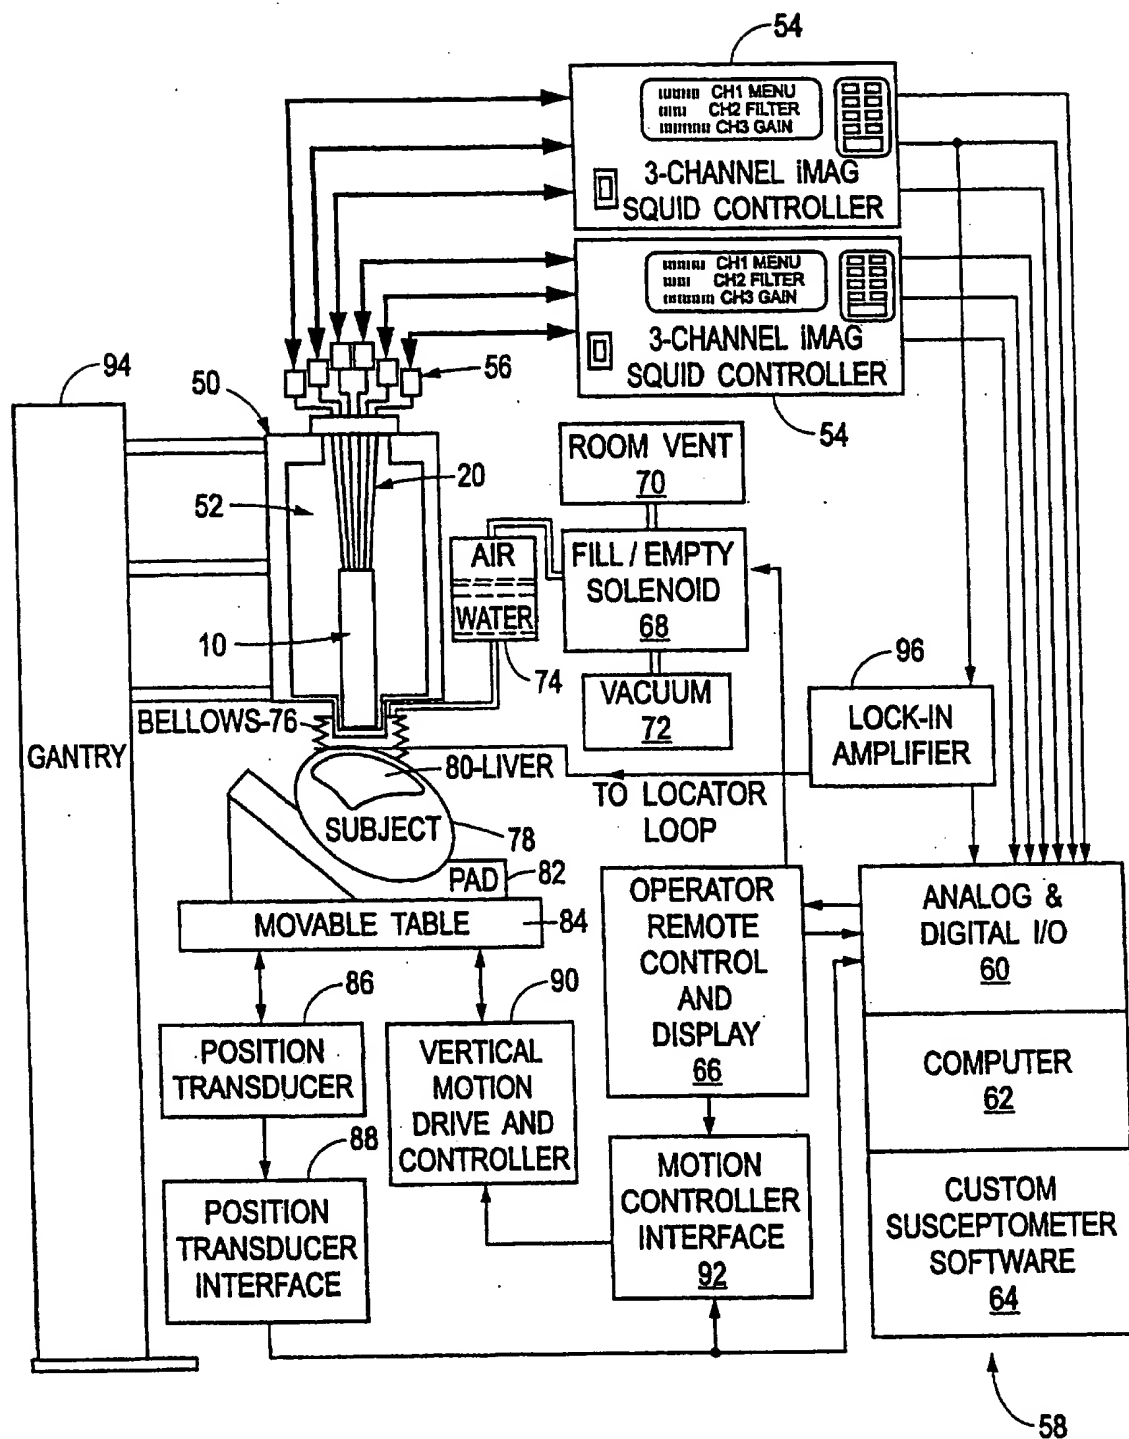 54
CH1 MENU
CH2 FILTER
CH3 GAIN
3-CHANNEL iMAG
SQUID CONTROLLER
CH1 MENU
CH2 FILTER
CH3 GAIN
3-CHANNEL iMAG
SQUID CONTROLLER
54
56
94
50
20
52
10
ROOM VENT
70
AIR
WATER
74
FILL / EMPTY
SOLENOID
68
VACUUM
72
96
LOCK-IN
AMPLIFIER
BELLOWS-76
GANTRY
80-LIVER
TO LOCATOR
LOOP
SUBJECT
78
PAD
82
MOVABLE TABLE
84
86
90
POSITION
TRANSDUCER
88
POSITION
TRANSDUCER
INTERFACE
VERTICAL
MOTION
DRIVE AND
CONTROLLER
OPERATOR
REMOTE
CONTROL
AND
DISPLAY
66
MOTION
CONTROLLER
INTERFACE
92
ANALOG &
DIGITAL I/O
60
COMPUTER
62
CUSTOM
SUSCEPTOMETER
SOFTWARE
64
58